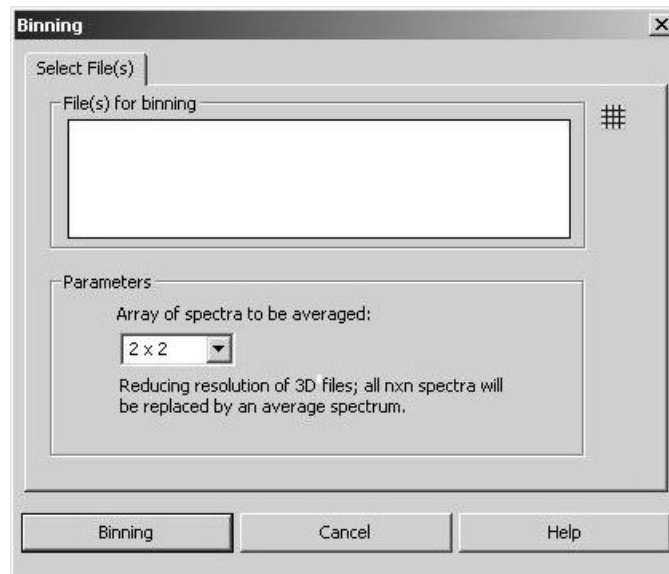 Binning
Select File(s)
File(s) for binning
Parameters
Array of spectra to be averaged:
2 x 2
Reducing resolution of 3D files; all nxn spectra will
be replaced by an average spectrum.
Binning
Cancel
Help